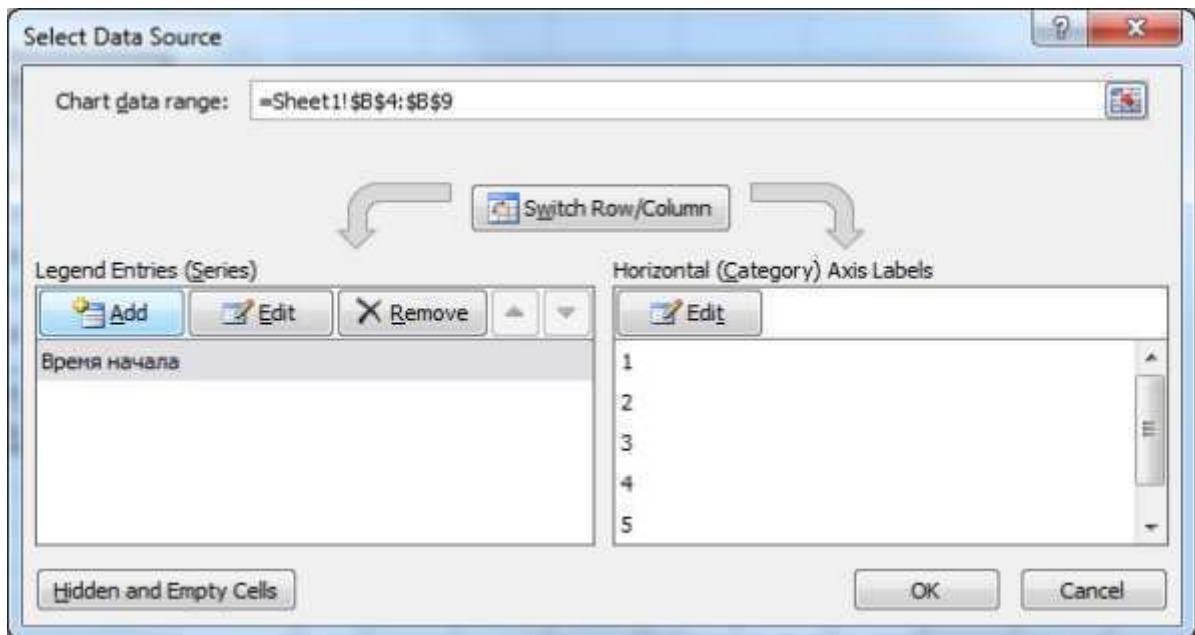 Select Data Source
Chart data range: =Sheet1!$B$4:$B$9
Switch Row/Column
Legend Entries (Series)
Add Edit Remove
Время начала
Horizontal (Category) Axis Labels
Edit
1
2
3
4
5
Hidden and Empty Cells
OK Cancel